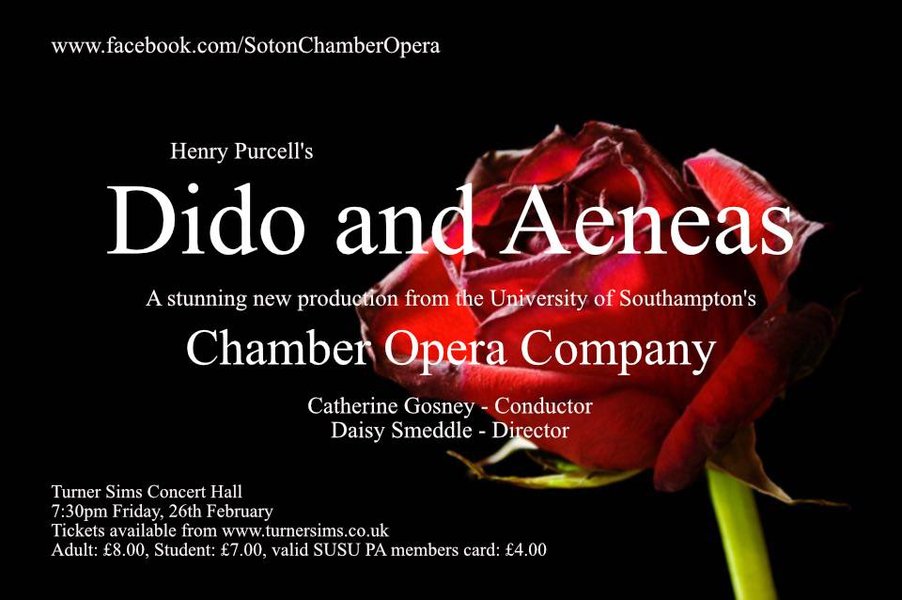 www.facebook.com/SotonChamberOpera
Henry Purcell's
Dido and Aeneas
A stunning new production from the University of Southampton's
Chamber Opera Company
Catherine Gosney - Conductor
Daisy Smeddle - Director
Turner Sims Concert Hall
7:30pm Friday, 26th February
Tickets available from www.turnersims.co.uk
Adult: £8.00, Student: £7.00, valid SUSU PA members card: £4.00